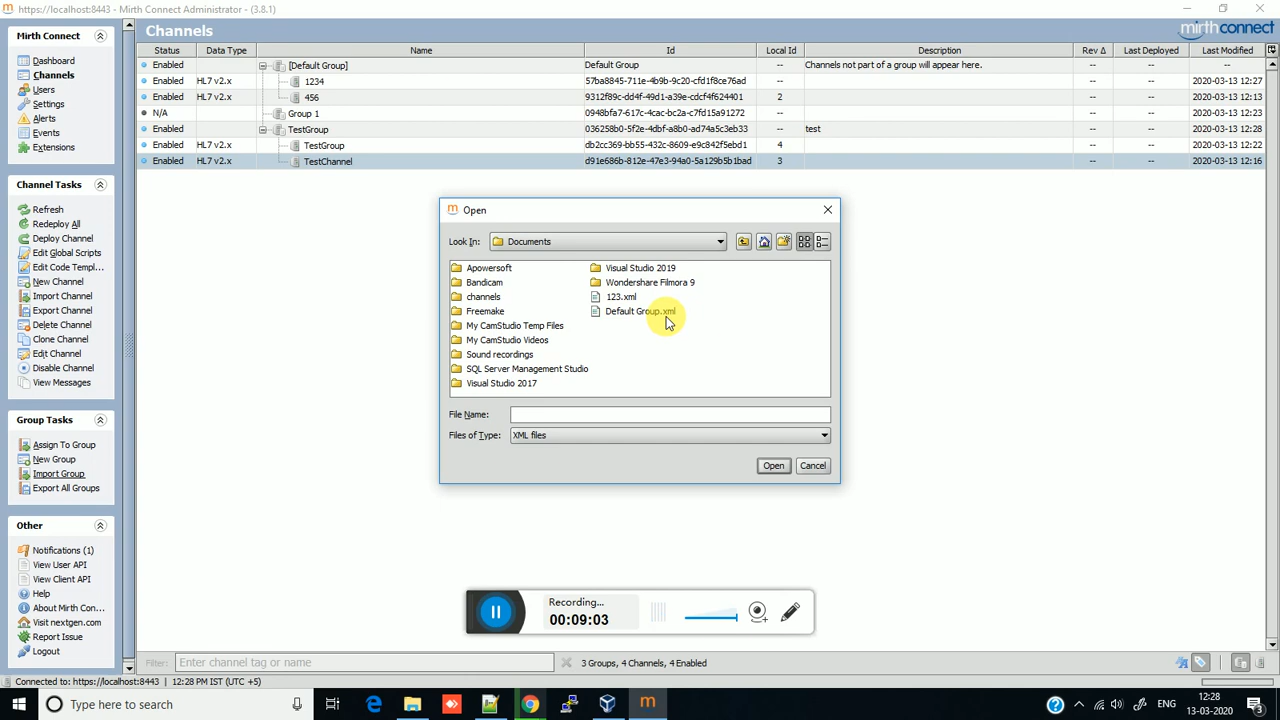 https://localhost:8443 - Mirth Connect Administrator - (3.8.1)
Mirth Connect
Dashboard
Channels
Users
Settings
Alerts
Events
Extensions
Channel Tasks
Refresh
Redeploy All
Deploy Channel
Edit Global Scripts
Edit Code Templ...
New Channel
Import Channel
Export Channel
Delete Channel
Clone Channel
Edit Channel
Disable Channel
View Messages
Group Tasks
Assign To Group
New Group
Import Group
Export All Groups
Other
Notifications (1)
View User API
View Client API
Help
About Mirth Con...
Visit nextgen.com
Report Issue
Logout
Channels
mirthconnect
Status Data Type Name Id Local Id Description Rev Δ Last Deployed Last Modified
Enabled [Default Group] Default Group -- Channels not part of a group will appear here. -- -- --
Enabled HL7 v2.x 1234 57ba8845-711e-4b9b-9c20-cfd1f8ce76ad -- -- -- 2020-03-13 12:27
Enabled HL7 v2.x 456 9312f89c-dd4f-49d1-a39e-cdcf4f624401 2 -- -- 2020-03-13 12:13
N/A Group 1 0948bfa7-617c-4cac-bc2a-c7fd15a91272 -- -- -- 2020-03-13 12:23
Enabled TestGroup 036258b0-5f2e-4dbf-a8b0-ad74a5c3eb33 -- test -- -- 2020-03-13 12:28
Enabled HL7 v2.x TestGroup db2cc369-bb55-432c-8609-e9c842f5ebd1 4 -- -- 2020-03-13 12:22
Enabled HL7 v2.x TestChannel d91e686b-812e-47e3-94a0-5a129b5b1bad 3 -- -- 2020-03-13 12:16
m Open
Look In: Documents
Apowersoft
Bandicam
channels
Freemake
My CamStudio Temp Files
My CamStudio Videos
Sound recordings
SQL Server Management Studio
Visual Studio 2017
Visual Studio 2019
Wondershare Filmora 9
123.xml
Default Group.xml
File Name:
Files of Type: XML files
Open Cancel
Recording...
00:09:03
Filter: Enter channel tag or name 3 Groups, 4 Channels, 4 Enabled
Connected to: https://localhost:8443 | 12:28 PM IST (UTC +5)
Type here to search
ENG
12:28
13-03-2020
3